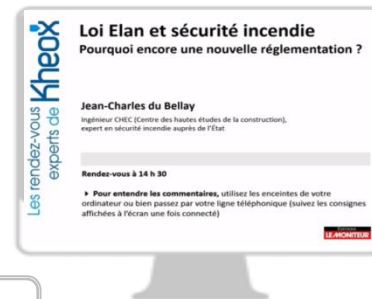 Les rendez-vous
experts de Kheox
Loi Elan et sécurité incendie
Pourquoi encore une nouvelle réglementation ?
Jean-Charles du Bellay
Ingénieur CHEC (Centre des hautes études de la construction),
expert en sécurité incendie auprès de l'État
Rendez-vous à 14 h 30
▸ Pour entendre les commentaires, utilisez les enceintes de votre
ordinateur ou bien passez par votre ligne téléphonique (suivez les consignes
affichées à l'écran une fois connecté)
LE MONITEUR